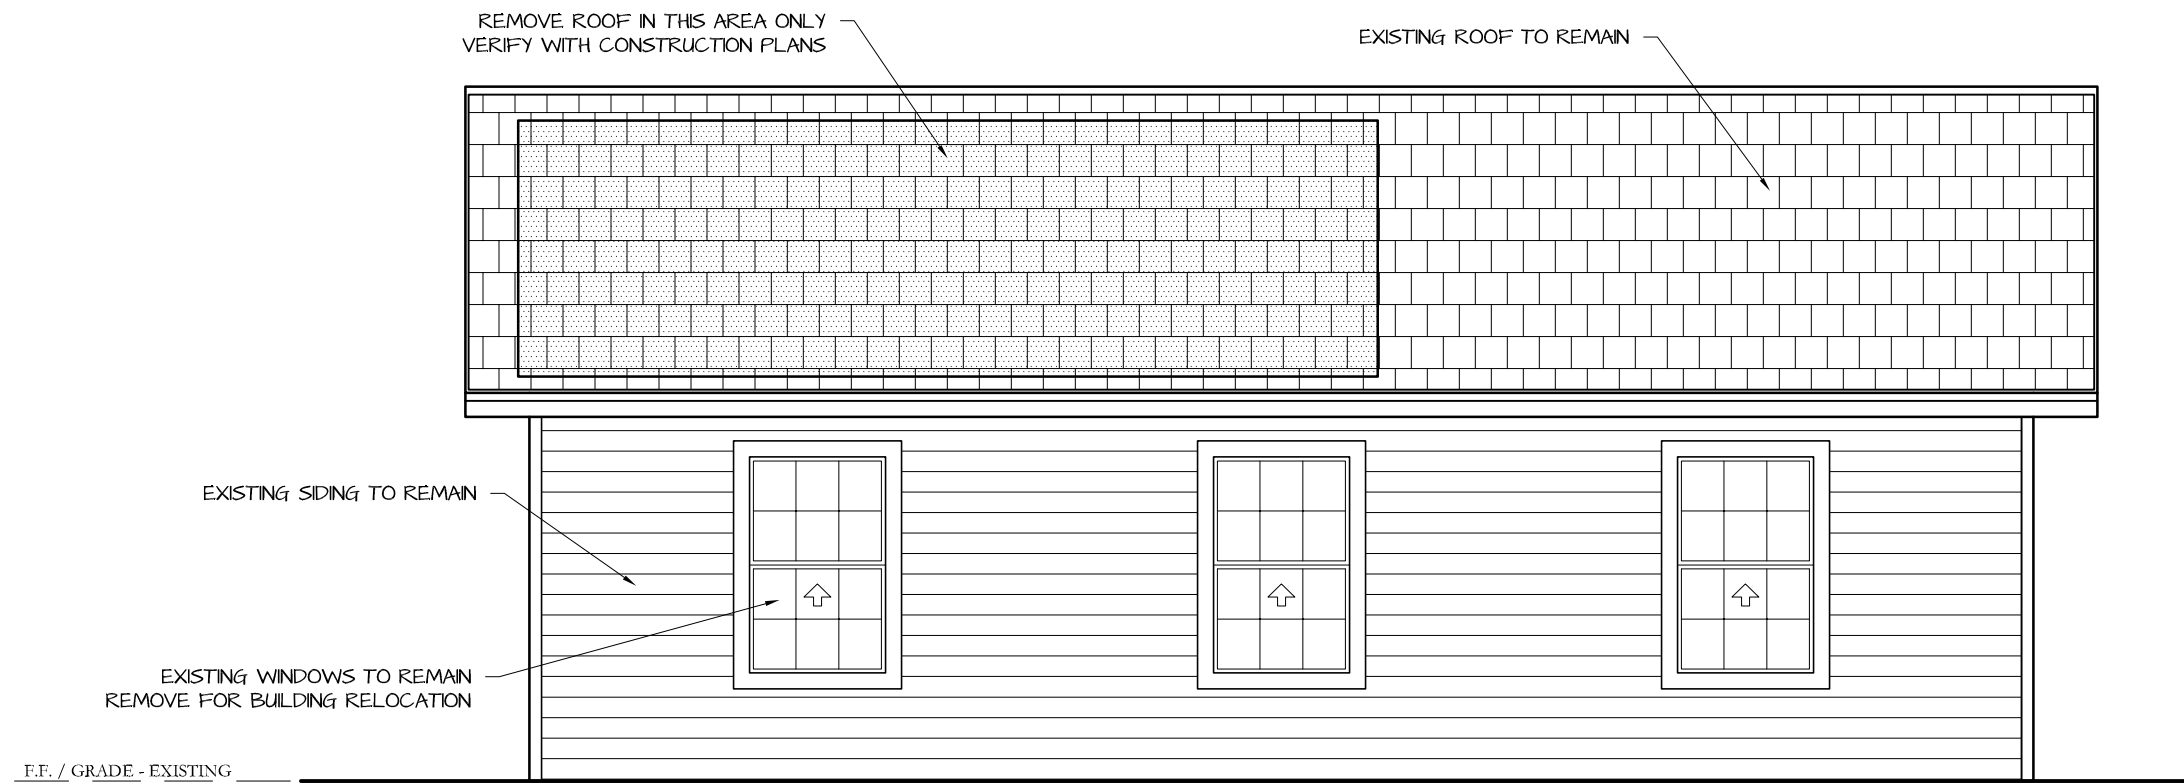 REMOVE ROOF IN THIS AREA ONLY
VERIFY WITH CONSTRUCTION PLANS
EXISTING ROOF TO REMAIN
EXISTING SIDING TO REMAIN
EXISTING WINDOWS TO REMAIN
REMOVE FOR BUILDING RELOCATION
F.F. / GRADE - EXISTING